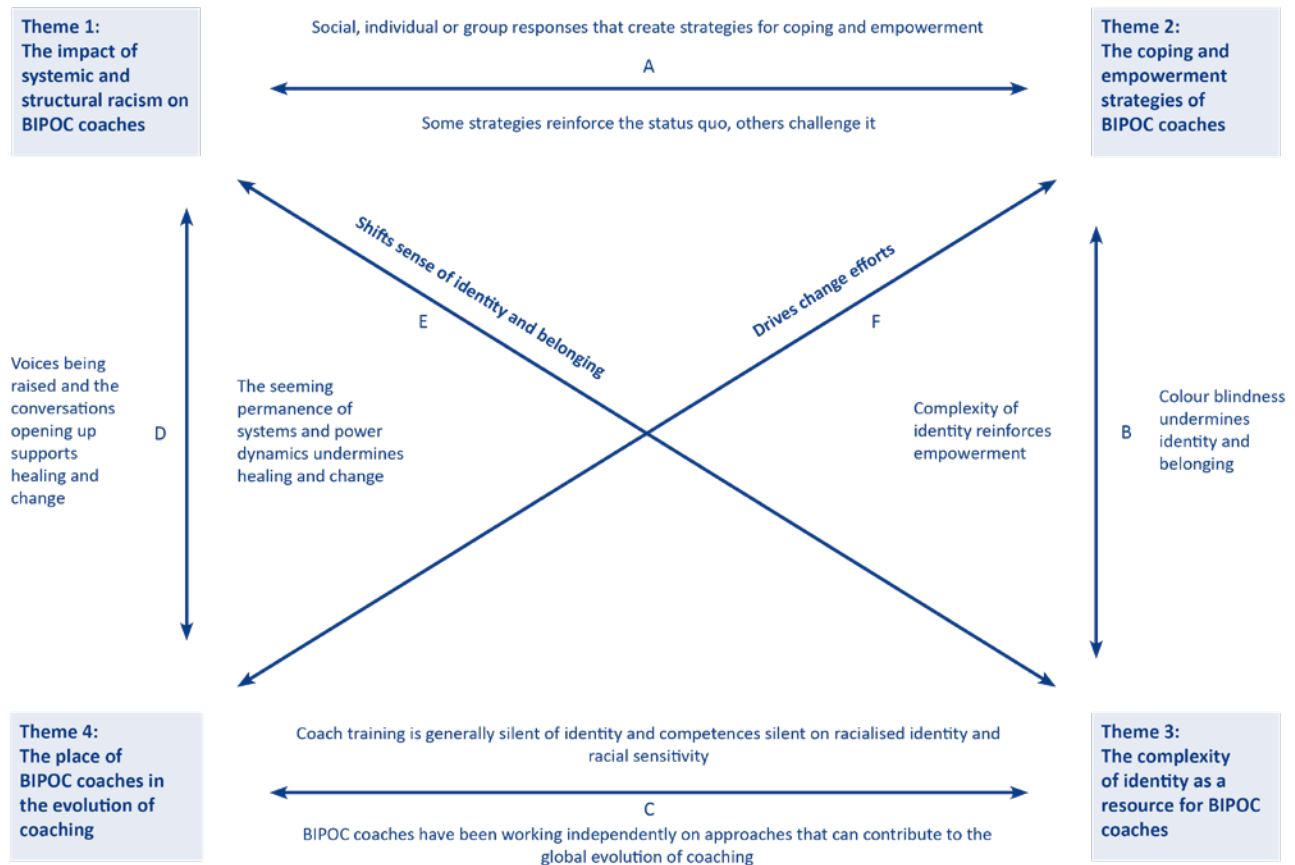 Theme 1:
The impact of
systemic and
structural racism on
BIPOC coaches
Social, individual or group responses that create strategies for coping and empowerment
A
Some strategies reinforce the status quo, others challenge it
Theme 2:
The coping and
empowerment
strategies of
BIPOC coaches
Shifts sense of identity and belonging
E
Drives change efforts
F
Voices being
raised and the
conversations
opening up
supports
healing and
change
D
The seeming
permanence of
systems and power
dynamics undermines
healing and change
Complexity of
identity reinforces
empowerment
B
Colour blindness
undermines
identity and
belonging
Theme 4:
The place of
BIPOC coaches in
the evolution of
coaching
Coach training is generally silent of identity and competences silent on racialised identity and
racial sensitivity
C
BIPOC coaches have been working independently on approaches that can contribute to the
global evolution of coaching
Theme 3:
The complexity
of identity as a
resource for BIPOC
coaches